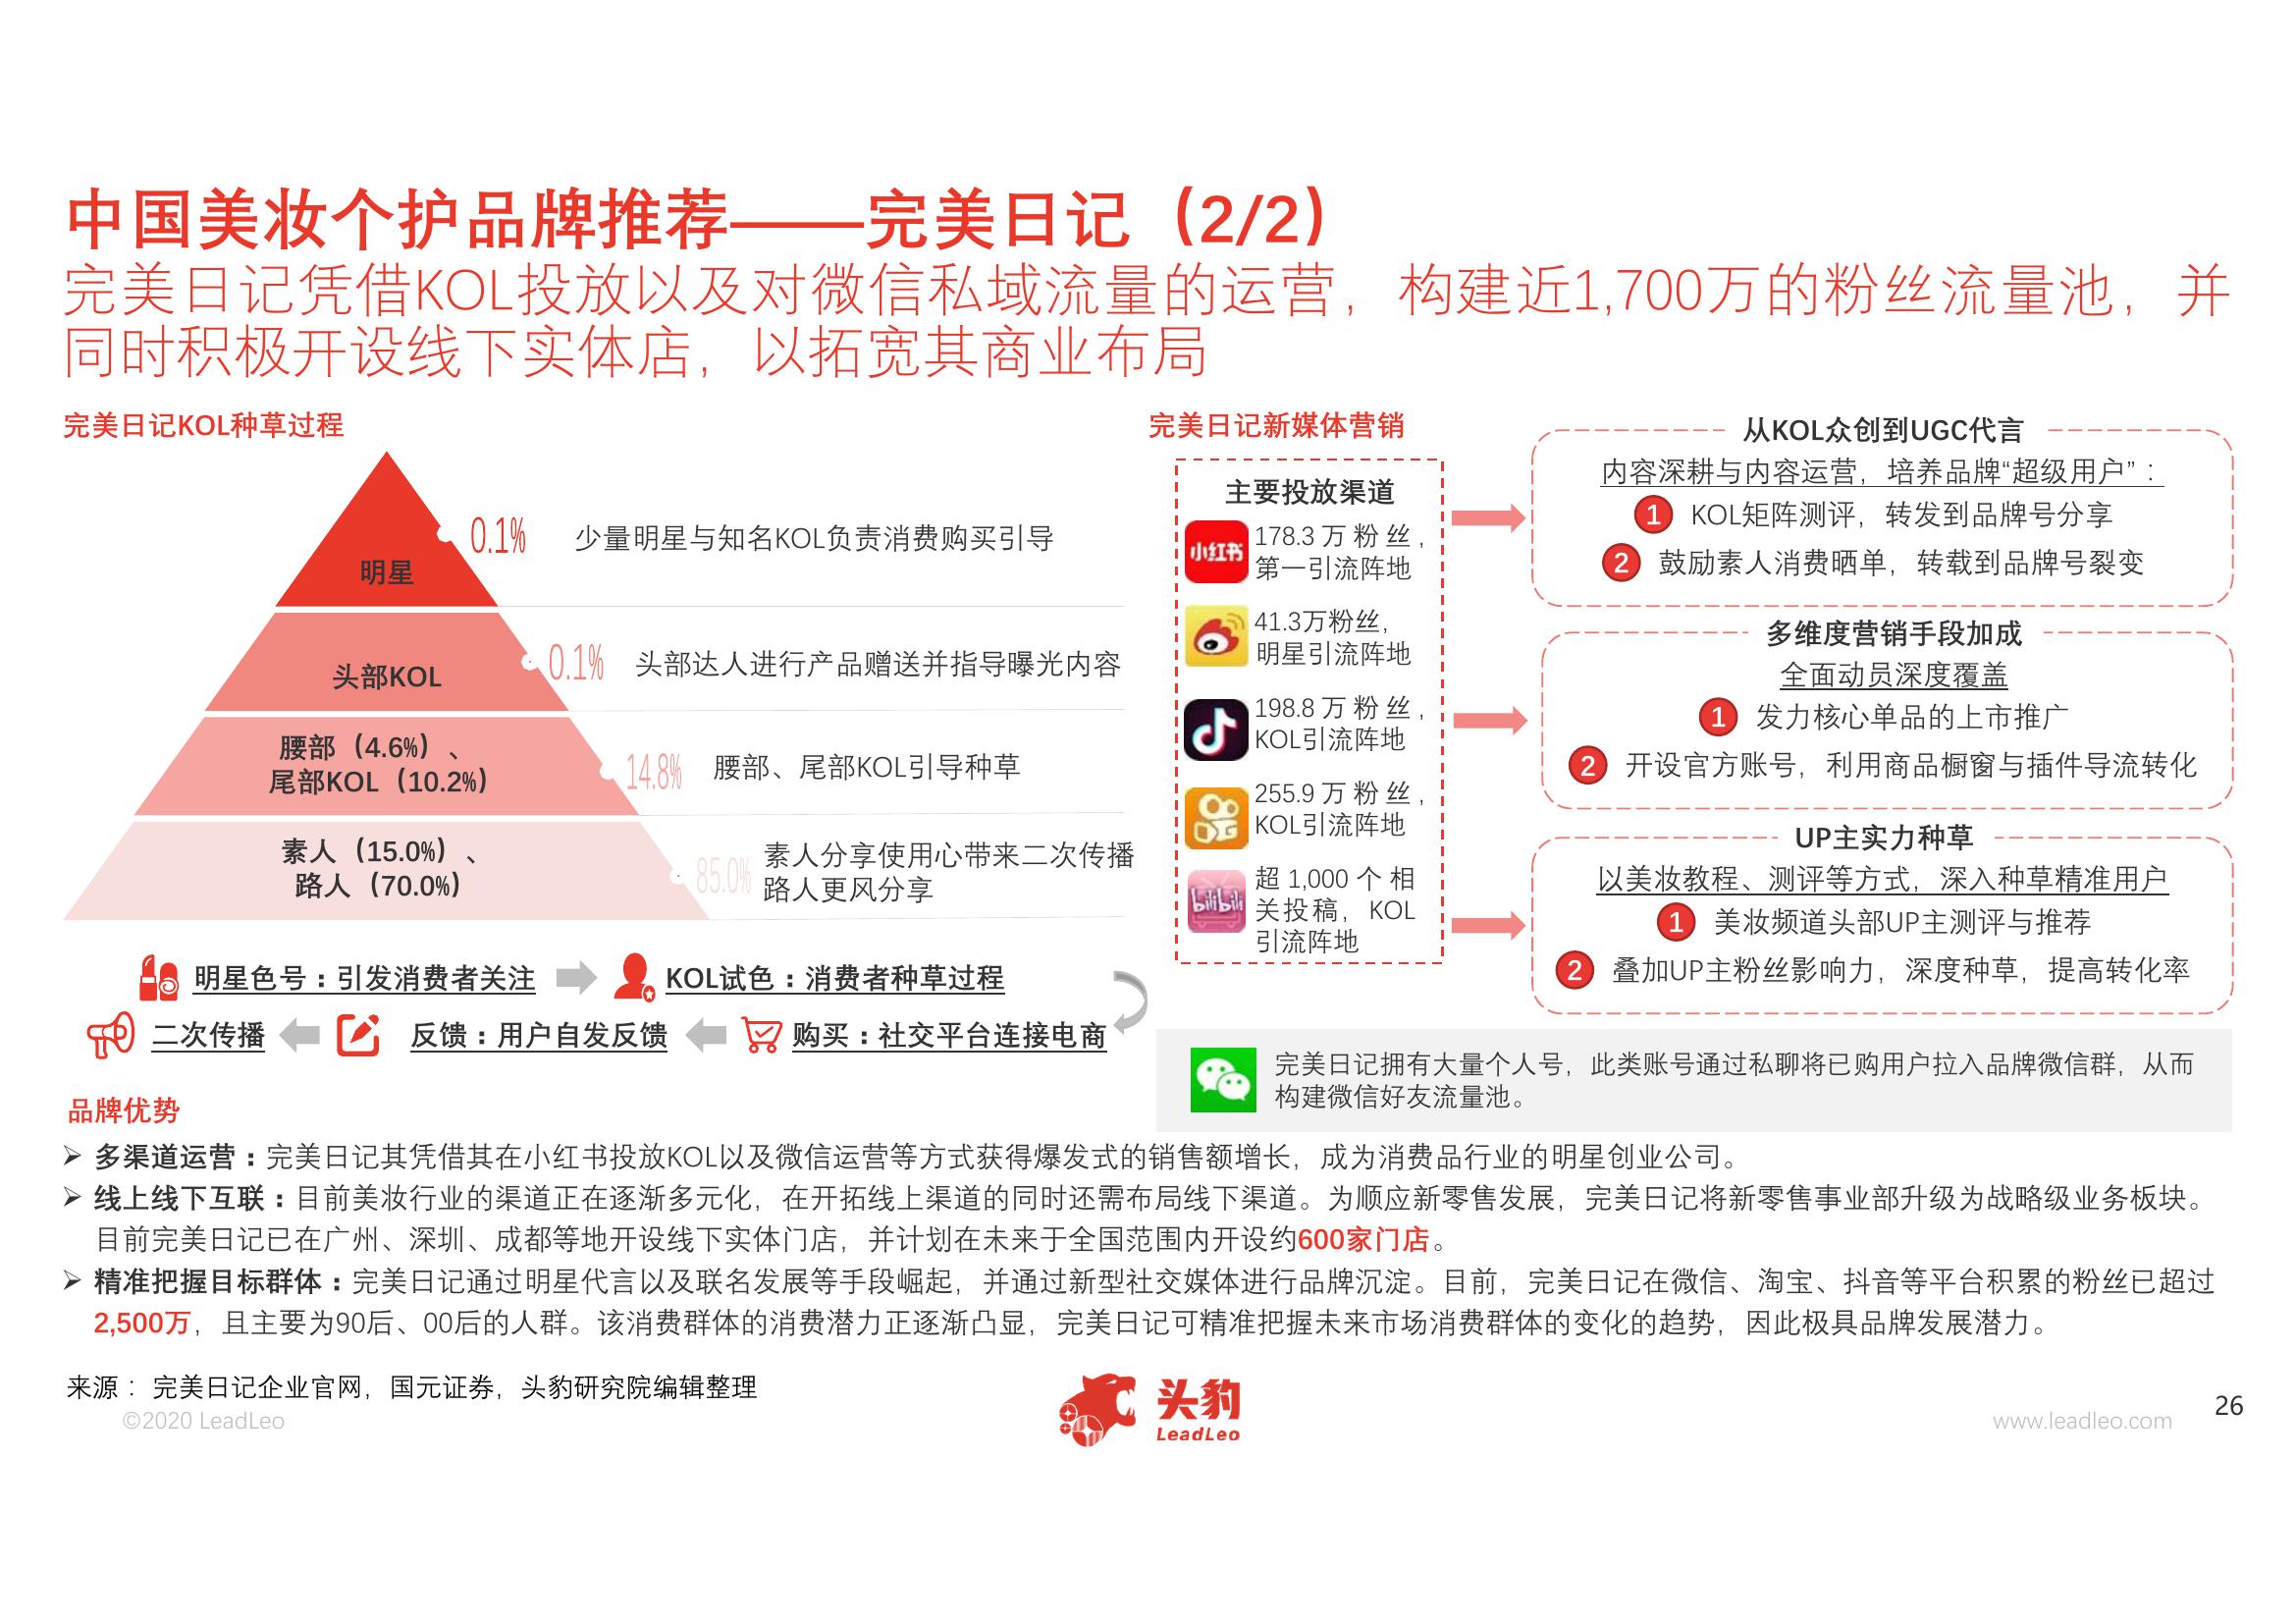 中国美妆个护品牌推荐——完美日记（2/2）
完美日记凭借KOL投放以及对微信私域流量的运营，构建近1,700万的粉丝流量池，并
同时积极开设线下实体店，以拓宽其商业布局
完美日记KOL种草过程
明星
0.1%
少量明星与知名KOL负责消费购买引导
头部KOL
0.1%
头部达人进行产品赠送并指导曝光内容
腰部（4.6%）、
尾部KOL（10.2%）
14.8%
腰部、尾部KOL引导种草
素人（15.0%）、
路人（70.0%）
85.0%
素人分享使用心带来二次传播
路人更风分享
明星色号：引发消费者关注
KOL试色：消费者种草过程
二次传播
反馈：用户自发反馈
购买：社交平台连接电商
完美日记新媒体营销
主要投放渠道
小红书
178.3万粉丝，
第一引流阵地
41.3万粉丝，
明星引流阵地
198.8万粉丝，
KOL引流阵地
255.9万粉丝，
KOL引流阵地
bilibili
超1,000个相
关投稿，KOL
引流阵地
从KOL众创到UGC代言
内容深耕与内容运营，培养品牌“超级用户”：
1 KOL矩阵测评，转发到品牌号分享
2 鼓励素人消费晒单，转载到品牌号裂变
多维度营销手段加成
全面动员深度覆盖
1 发力核心单品的上市推广
2 开设官方账号，利用商品橱窗与插件导流转化
UP主实力种草
以美妆教程、测评等方式，深入种草精准用户
1 美妆频道头部UP主测评与推荐
2 叠加UP主粉丝影响力，深度种草，提高转化率
完美日记拥有大量个人号，此类账号通过私聊将已购用户拉入品牌微信群，从而
构建微信好友流量池。
品牌优势
➢ 多渠道运营：完美日记其凭借其在小红书投放KOL以及微信运营等方式获得爆发式的销售额增长，成为消费品行业的明星创业公司。
➢ 线上线下互联：目前美妆行业的渠道正在逐渐多元化，在开拓线上渠道的同时还需布局线下渠道。为顺应新零售发展，完美日记将新零售事业部升级为战略级业务板块。
目前完美日记已在广州、深圳、成都等地开设线下实体门店，并计划在未来于全国范围内开设约600家门店。
➢ 精准把握目标群体：完美日记通过明星代言以及联名发展等手段崛起，并通过新型社交媒体进行品牌沉淀。目前，完美日记在微信、淘宝、抖音等平台积累的粉丝已超过
2,500万，且主要为90后、00后的人群。该消费群体的消费潜力正逐渐凸显，完美日记可精准把握未来市场消费群体的变化的趋势，因此极具品牌发展潜力。
来源：完美日记企业官网，国元证券，头豹研究院编辑整理
©2020 LeadLeo
头豹
LeadLeo
www.leadleo.com
26